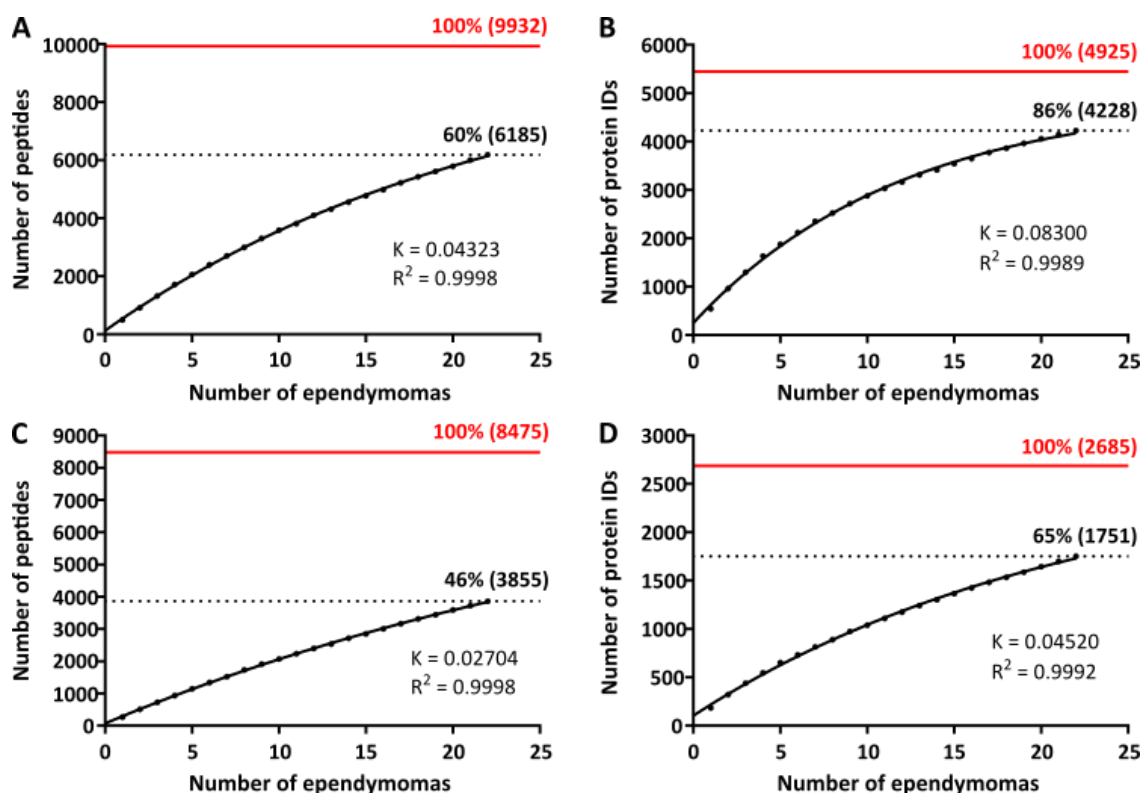 A
100% (9932)
10000
8000
6000
4000
2000
0
Number of peptides
60% (6185)
K = 0.04323
R² = 0.9998
0 5 10 15 20 25
Number of ependymomas
B
100% (4925)
6000
5000
4000
3000
2000
1000
0
Number of protein IDs
86% (4228)
K = 0.08300
R² = 0.9989
0 5 10 15 20 25
Number of ependymomas
C
100% (8475)
9000
8000
7000
6000
5000
4000
3000
2000
1000
0
Number of peptides
46% (3855)
K = 0.02704
R² = 0.9998
0 5 10 15 20 25
Number of ependymomas
D
100% (2685)
3000
2500
2000
1500
1000
500
0
Number of protein IDs
65% (1751)
K = 0.04520
R² = 0.9992
0 5 10 15 20 25
Number of ependymomas